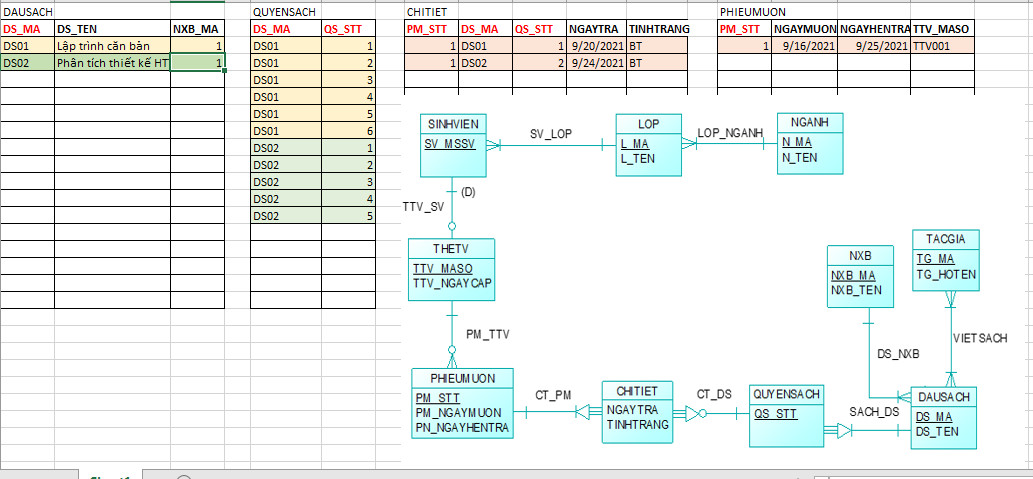 DAUSACH QUYENSACH CHITIET PHIEUMUON
DS_MA DS_TEN NXB_MA DS_MA QS_STT PM_STT DS_MA QS_STT NGAYTRA TINHTRANG PM_STT NGAYMUON NGAYHENTRA TTV_MASO
DS01 Lập trình căn bản 1 DS01 1 1 DS01 1 9/20/2021 BT 1 9/16/2021 9/25/2021 TTV001
DS02 Phân tích thiết kế HT 1 DS01 2 1 DS02 2 9/24/2021 BT
DS01 3
DS01 4
DS01 5
DS01 6
DS02 1
DS02 2
DS02 3
DS02 4
DS02 5
SINHVIEN
SV_MSSV
SV_LOP
LOP
L_MA
L_TEN
LOP_NGANH
NGANH
N_MA
N_TEN
(D)
TTV_SV
THETV
TTV_MASO
TTV_NGAYCAP
PM_TTV
NXB
NXB_MA
NXB_TEN
TACGIA
TG_MA
TG_HOTEN
DS_NXB
VIETSACH
PHIEUMUON
PM_STT
PM_NGAYMUON
PN_NGAYHENTRA
CT_PM
CHITIET
NGAYTRA
TINHTRANG
CT_DS
QUYENSACH
QS_STT
SACH_DS
DAUSACH
DS_MA
DS_TEN